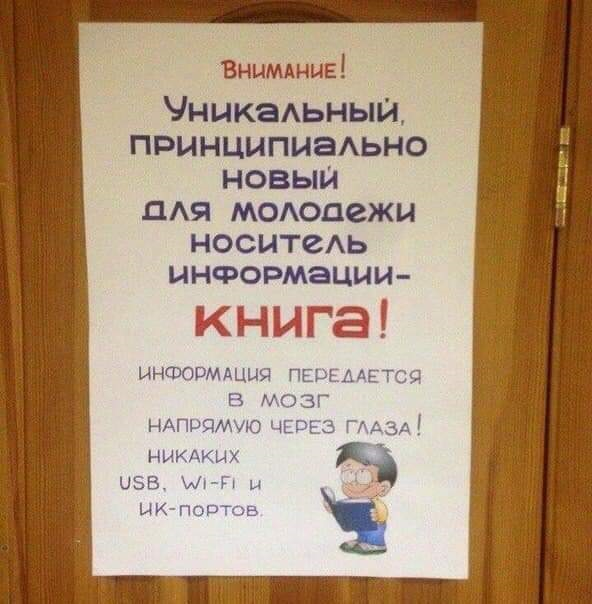 Внимание!
Уникальный,
принципиально
новый
для молодежи
носитель
информации-
книга!
информация передается
в мозг
напрямую через глаза!
никаких
USB, Wi-Fi и
ИК-портов.